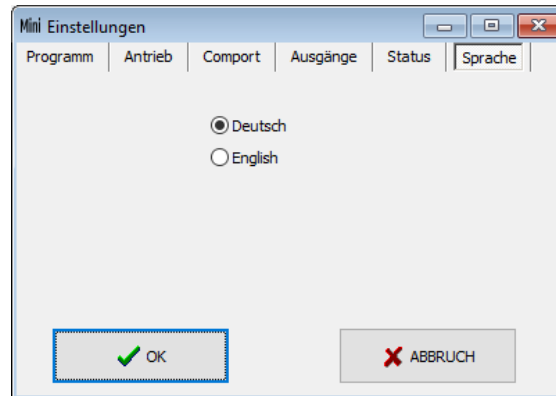 Mini Einstellungen
Programm Antrieb Comport Ausgänge Status Sprache
Deutsch
English
OK ABBRUCH